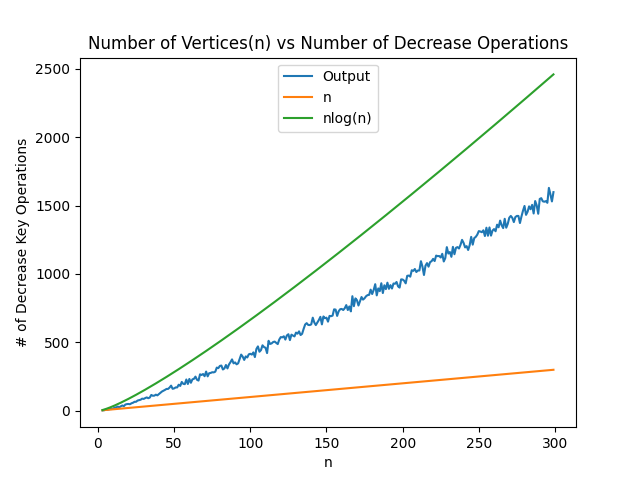 Number of Vertices(n) vs Number of Decrease Operations
2500
2000
1500
1000
500
0
# of Decrease Key Operations
Output
n
nlog(n)
0
50
100
150
200
250
300
n